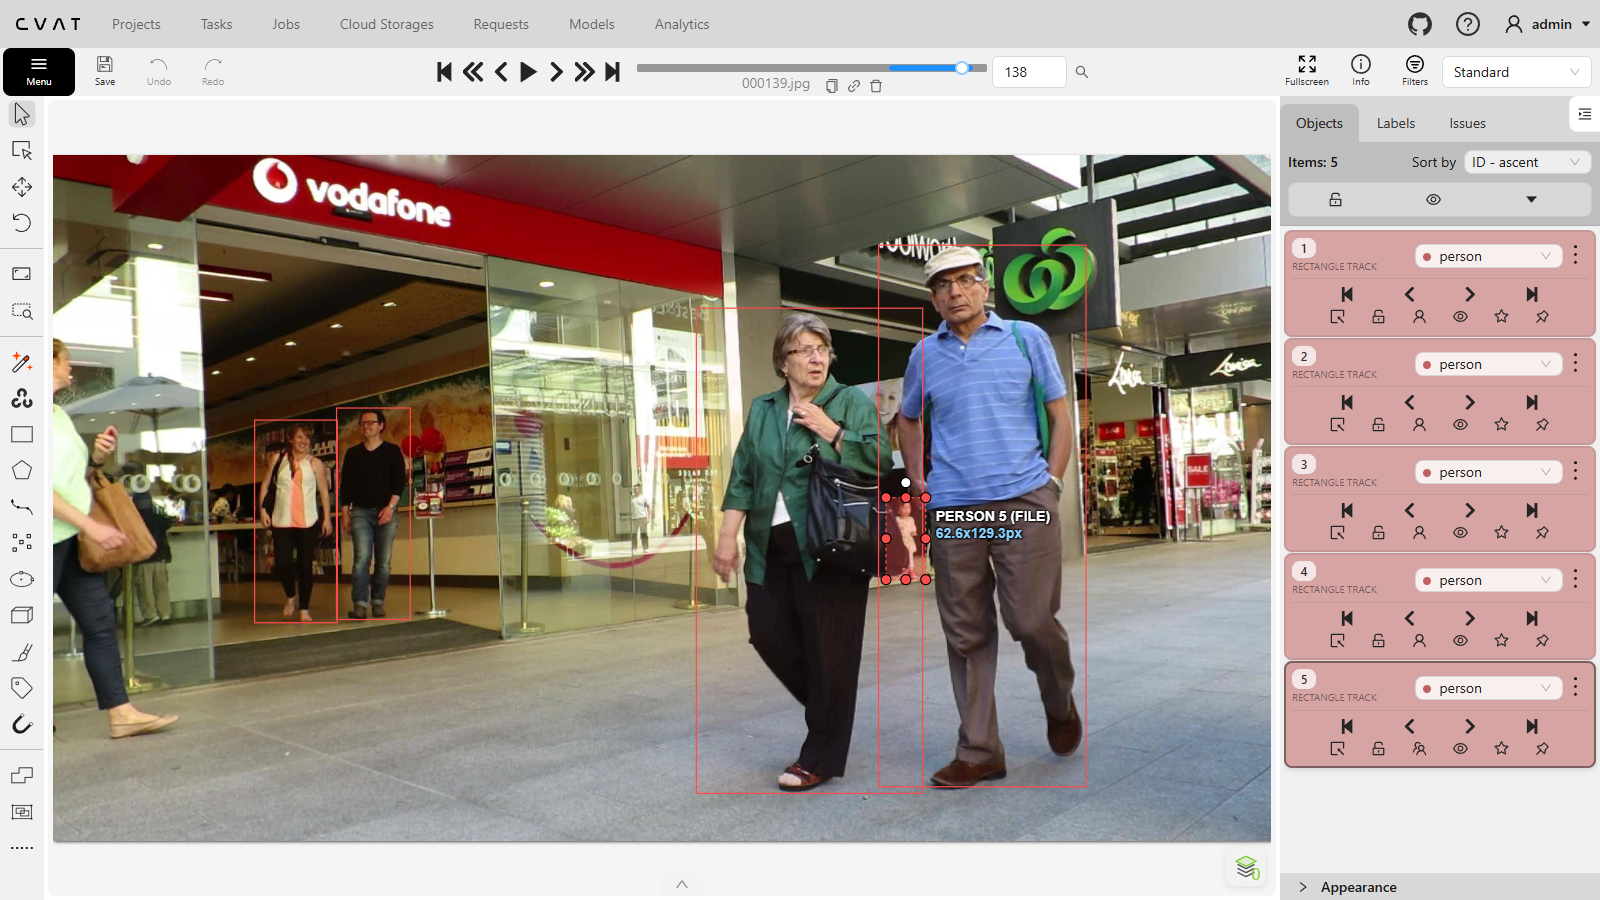 CVAT
Projects
Tasks
Jobs
Cloud Storages
Requests
Models
Analytics
admin
Menu
Save
Undo
Redo
000139.jpg
138
Fullscreen
Info
Filters
Standard
vodafone
SALE
Louisa
PERSON 5 (FILE)
62.6x129.3px
Objects
Labels
Issues
Items: 5
Sort by
ID - ascent
1
person
RECTANGLE TRACK
2
person
RECTANGLE TRACK
3
person
RECTANGLE TRACK
4
person
RECTANGLE TRACK
5
person
RECTANGLE TRACK
0
Appearance